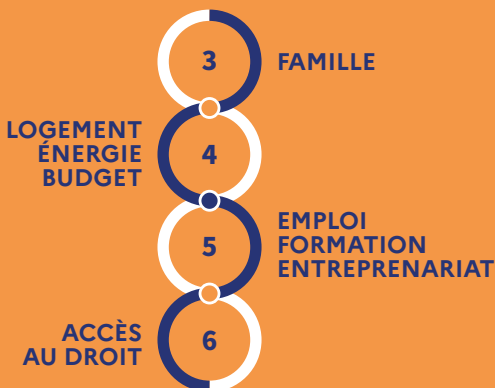 3
FAMILLE
LOGEMENT
ÉNERGIE
BUDGET
4
5
EMPLOI
FORMATION
ENTREPRENARIAT
ACCÈS
AU DROIT
6